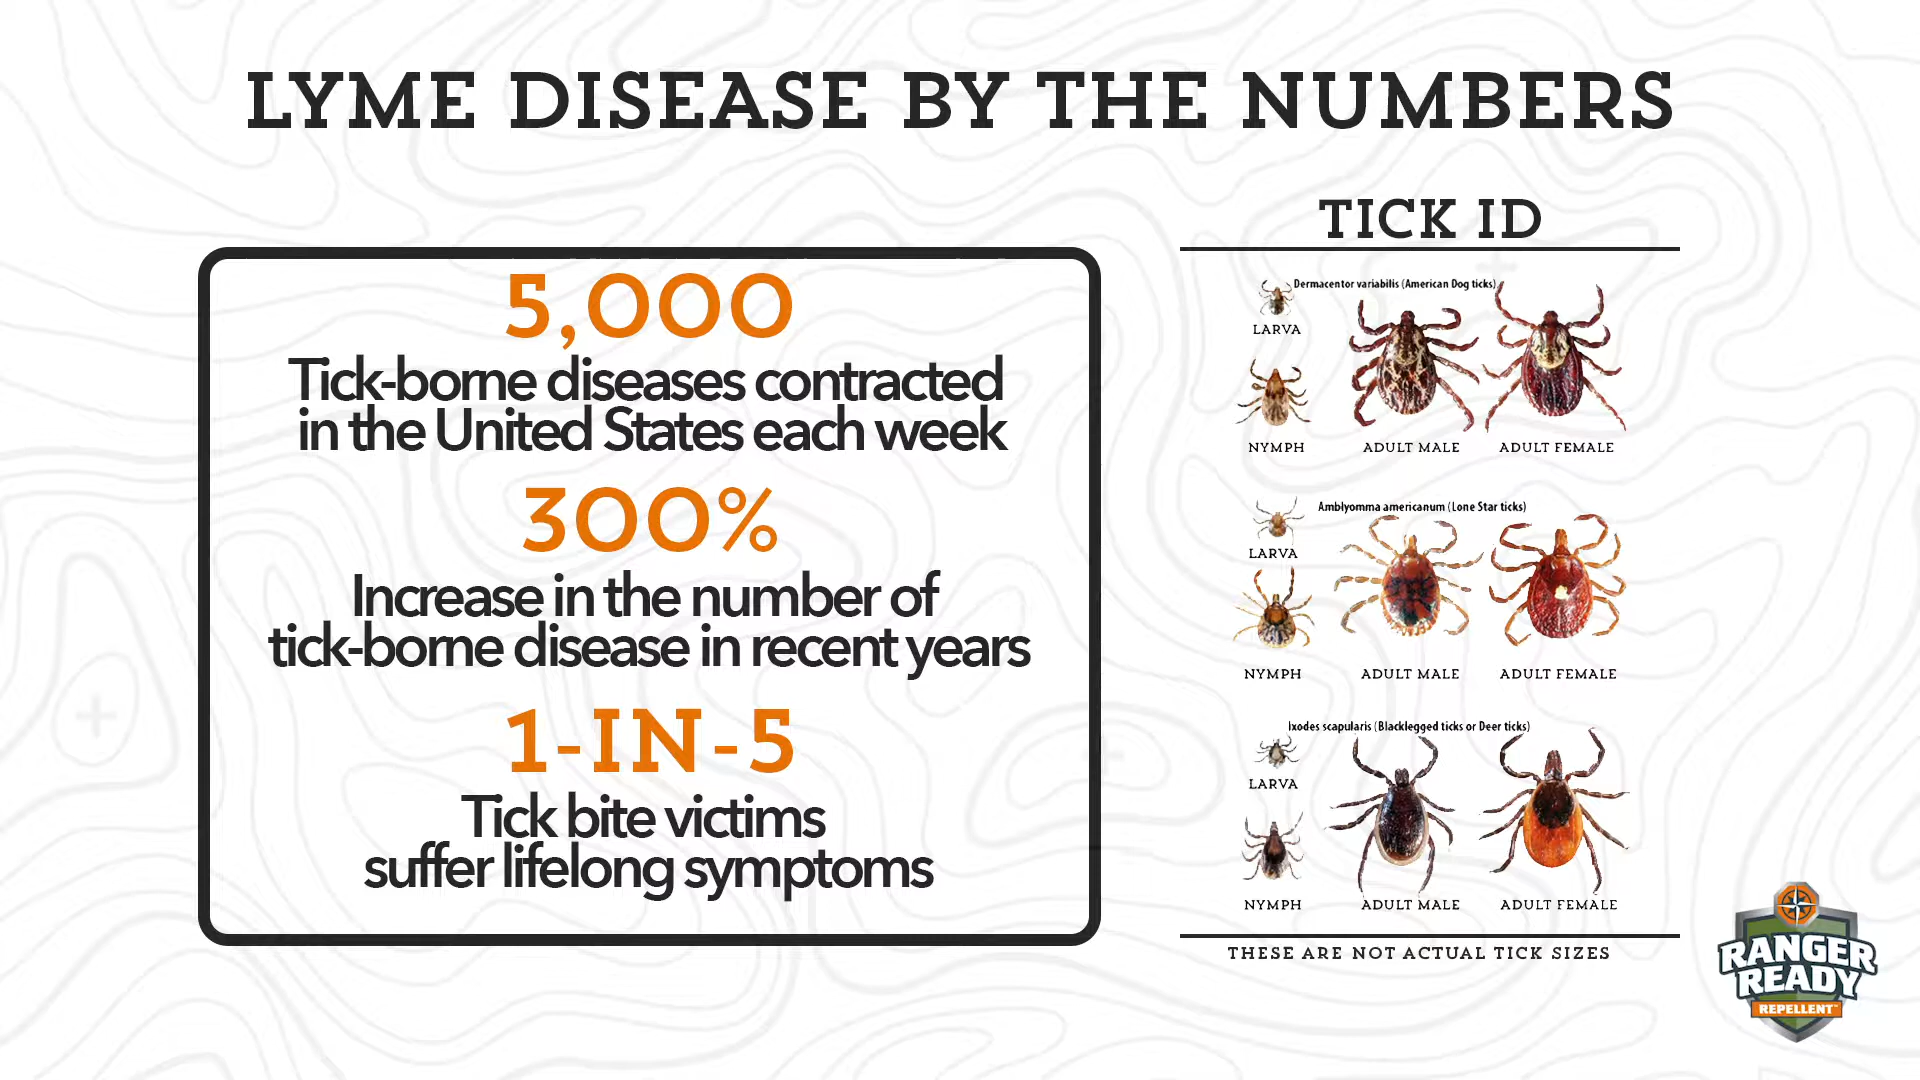 LYME DISEASE BY THE NUMBERS
5,000
Tick-borne diseases contracted
in the United States each week
300%
Increase in the number of
tick-borne disease in recent years
1-IN-5
Tick bite victims
suffer lifelong symptoms
TICK ID
Dermacentor variabilis (American Dog ticks)
LARVA
NYMPH ADULT MALE ADULT FEMALE
Amblyomma americanum (Lone Star ticks)
LARVA
NYMPH ADULT MALE ADULT FEMALE
Ixodes scapularis (Blacklegged ticks or Deer ticks)
LARVA
NYMPH ADULT MALE ADULT FEMALE
THESE ARE NOT ACTUAL TICK SIZES
RANGER
READY
REPELLENT